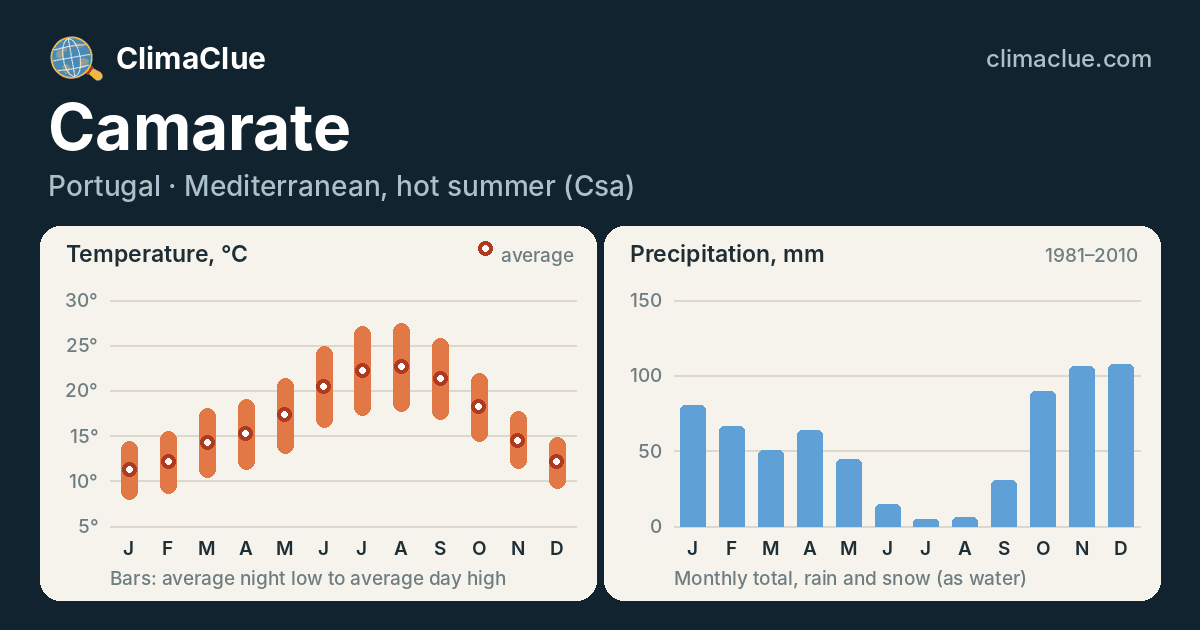 ClimaClue
climaclue.com
Camarate
Portugal · Mediterranean, hot summer (Csa)
Temperature, °C
average
30°
25°
20°
15°
10°
5°
J F M A M J J A S O N D
Bars: average night low to average day high
Precipitation, mm
1981–2010
150
100
50
0
J F M A M J J A S O N D
Monthly total, rain and snow (as water)